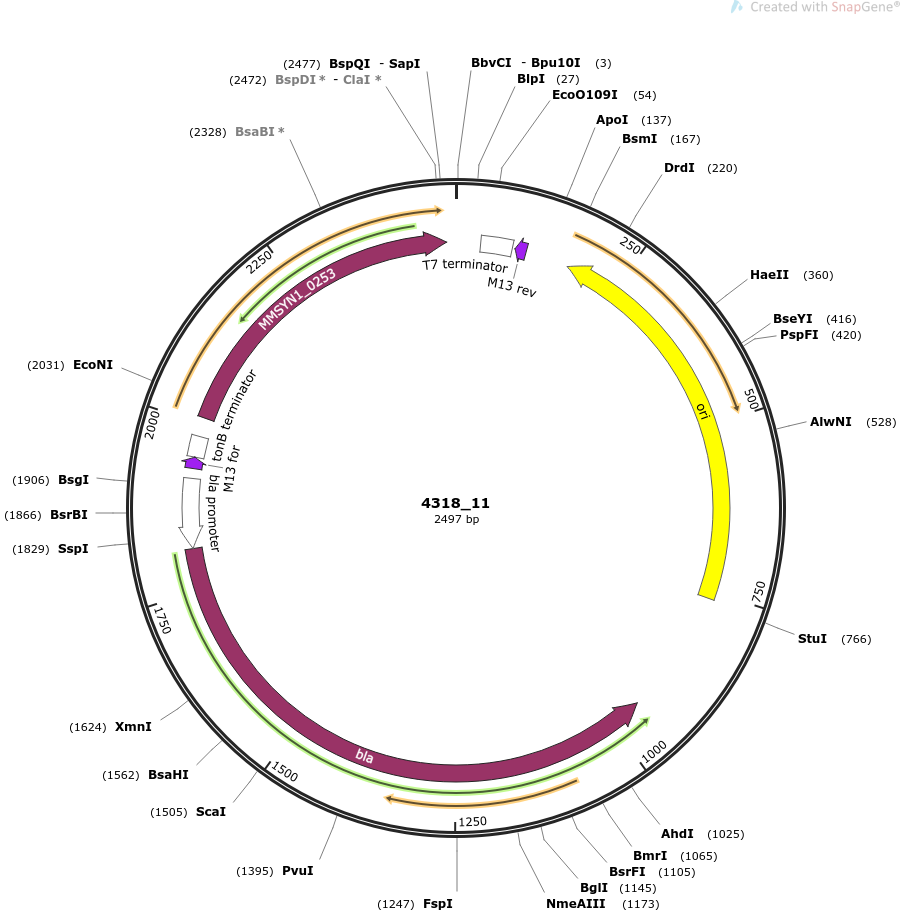 Created with SnapGene®
(2477) BspQI - SapI
(2472) BspDI * - ClaI *
(2328) BsaBI *
BbvCI - Bpu10I (3)
BlpI (27)
EcoO109I (54)
ApoI (137)
BsmI (167)
DrdI (220)
HaeII (360)
BseYI (416)
PspFI (420)
AlwNI (528)
StuI (766)
AhdI (1025)
BmrI (1065)
BsrFI (1105)
BglI (1145)
NmeAIII (1173)
(1247) FspI
(1395) PvuI
(1505) ScaI
(1562) BsaHI
(1624) XmnI
(1829) SspI
(1866) BsrBI
(1906) BsgI
(2031) EcoNI
250
500
750
1000
1250
1500
1750
2000
2250
T7 terminator
M13 rev
ori
bla
bla promoter
M13 for
tonB terminator
MMSYN1_0253
4318_11
2497 bp